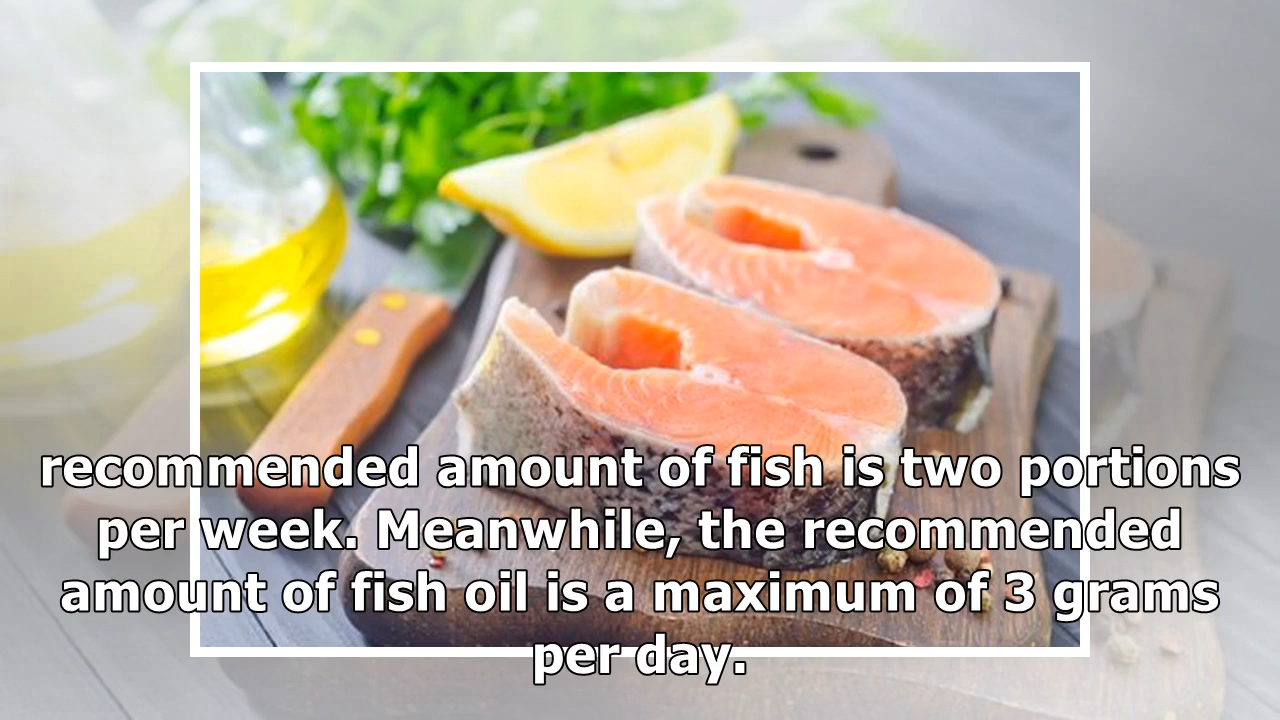 recommended amount of fish is two portions
per week. Meanwhile, the recommended
amount of fish oil is a maximum of 3 grams
per day.